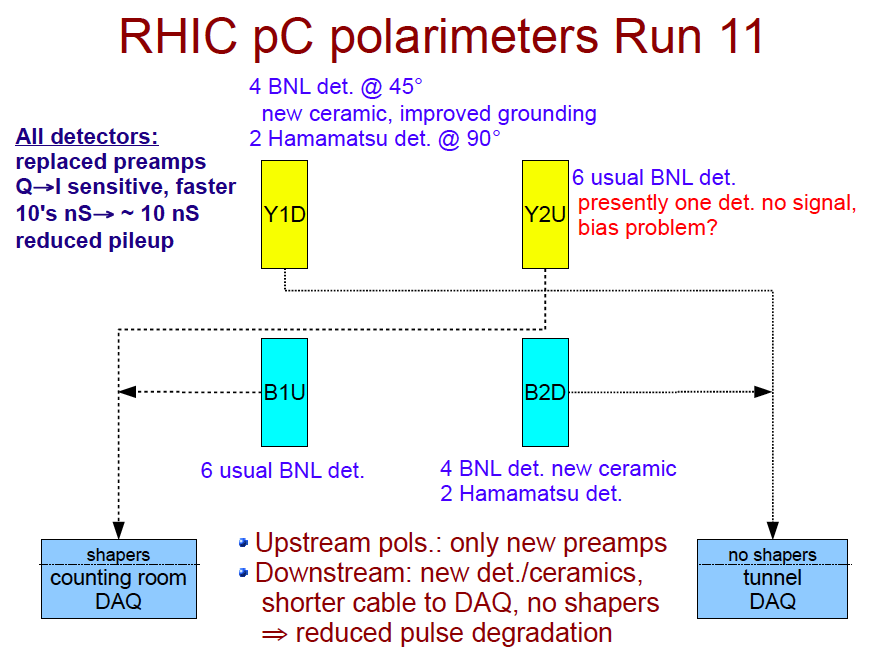 RHIC pC polarimeters Run 11
4 BNL det. @ 45°
new ceramic, improved grounding
2 Hamamatsu det. @ 90°
All detectors:
replaced preamps
Q→I sensitive, faster
10's nS→ ~ 10 nS
reduced pileup
Y1D
Y2U
6 usual BNL det.
presently one det. no signal,
bias problem?
B1U
B2D
6 usual BNL det.
4 BNL det. new ceramic
2 Hamamatsu det.
shapers
counting room
DAQ
Upstream pols.: only new preamps
Downstream: new det./ceramics,
shorter cable to DAQ, no shapers
⇒ reduced pulse degradation
no shapers
tunnel
DAQ